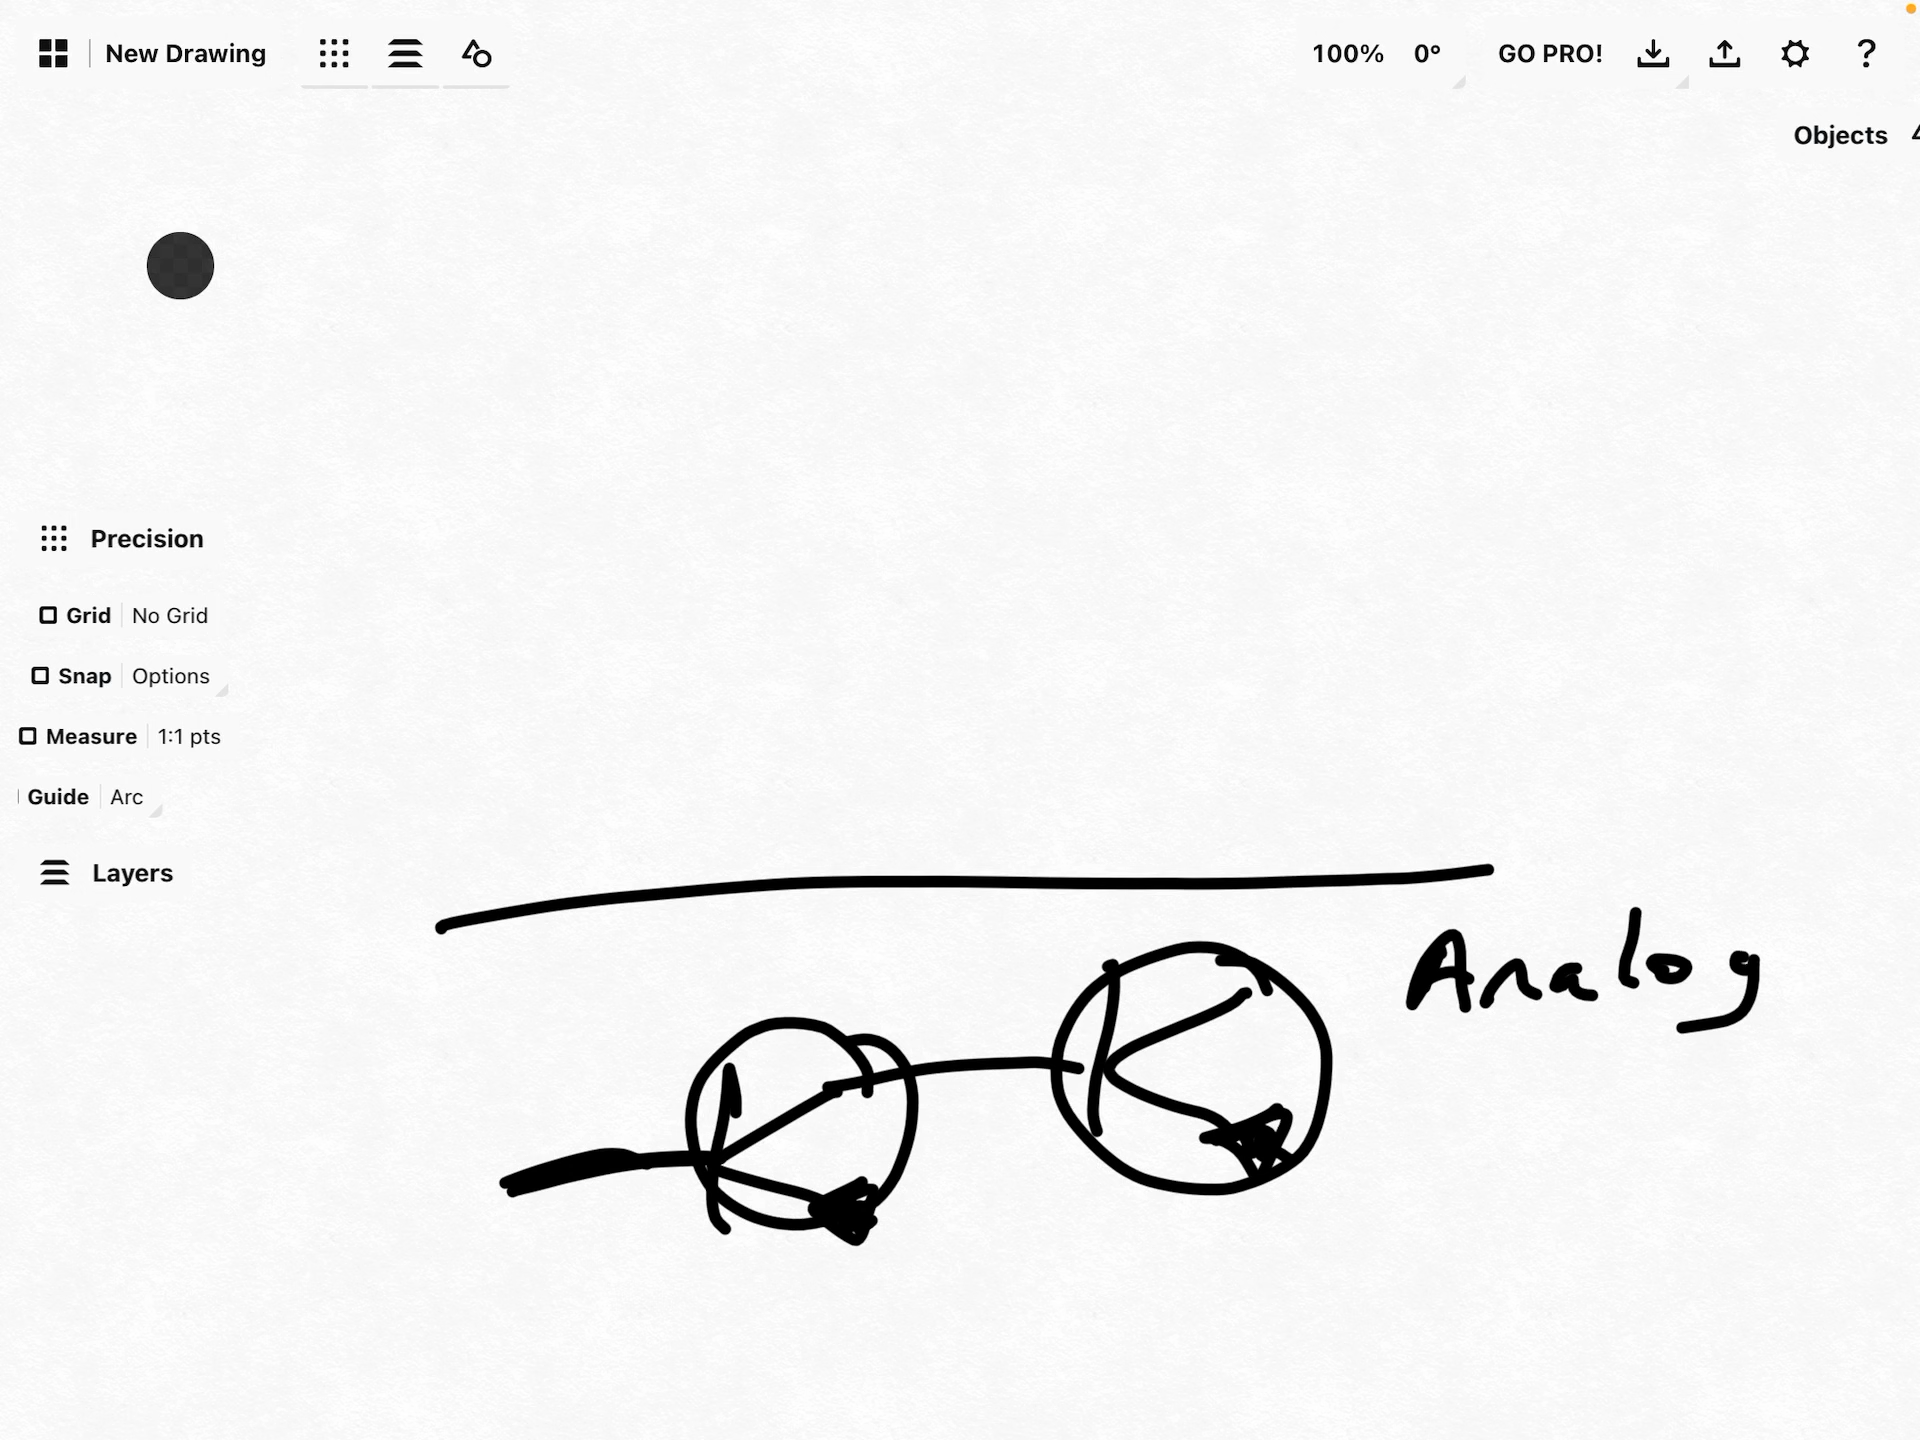 New Drawing
100% 0° GO PRO! ?
Objects
Precision
Grid No Grid
Snap Options
Measure 1:1 pts
Guide Arc
Layers
Analog